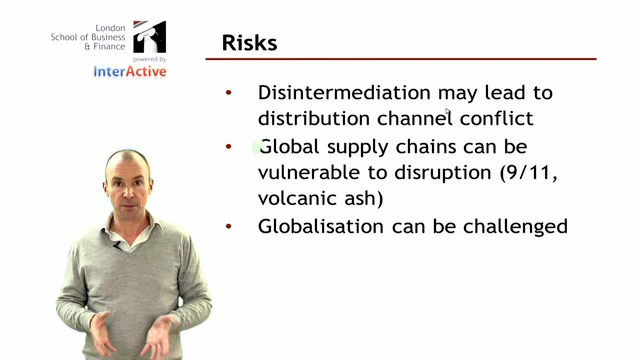 London
School of Business
& Finance
powered by
InterActive
Risks
• Disintermediation may lead to
distribution channel conflict
• Global supply chains can be
vulnerable to disruption (9/11,
volcanic ash)
• Globalisation can be challenged